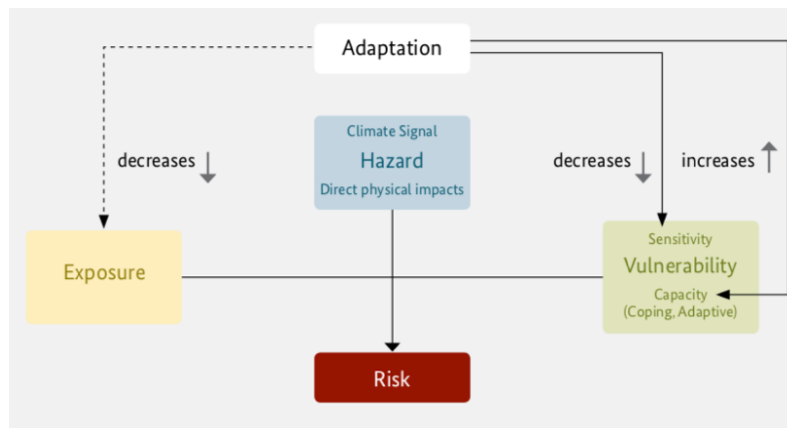 Adaptation
Climate Signal
Hazard
Direct physical impacts
decreases
decreases
increases
Exposure
Sensitivity
Vulnerability
Capacity
(Coping, Adaptive)
Risk